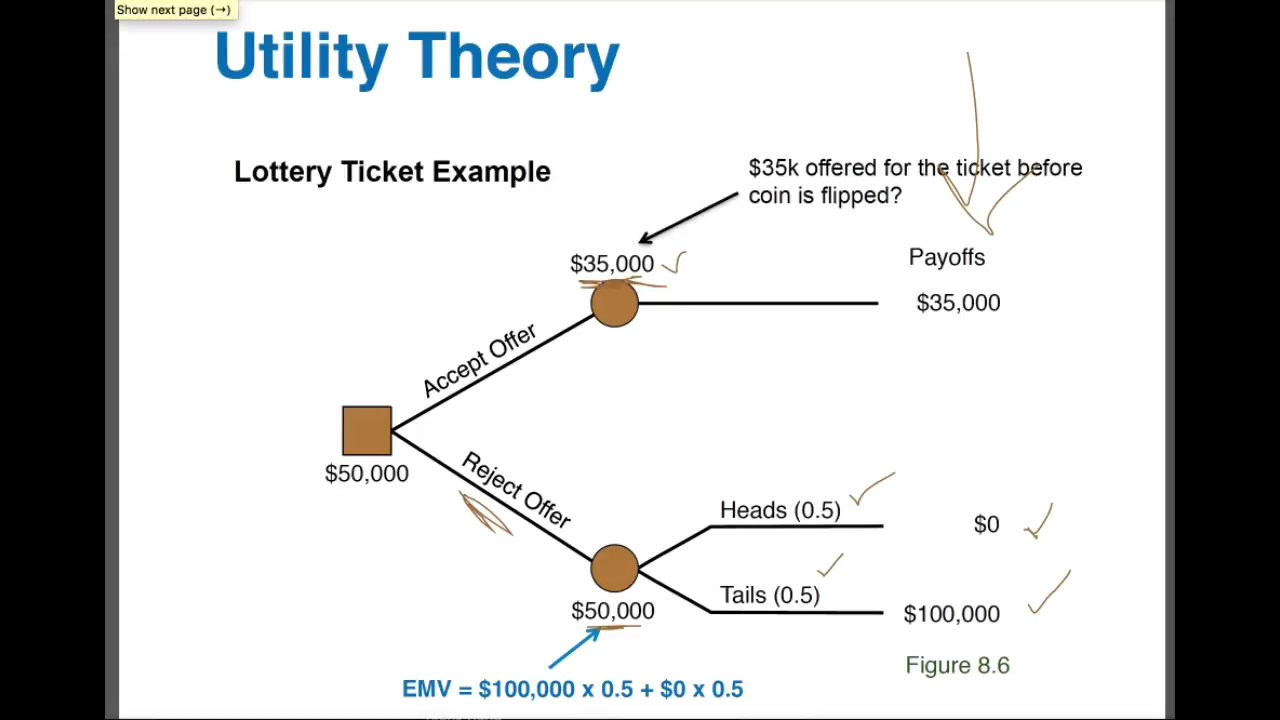 Show next page (→)
Utility Theory
Lottery Ticket Example
$35k offered for the ticket before
coin is flipped?
$35,000
Payoffs
$35,000
Accept Offer
$50,000
Reject Offer
Heads (0.5)
$0
Tails (0.5)
$100,000
$50,000
Figure 8.6
EMV = $100,000 x 0.5 + $0 x 0.5